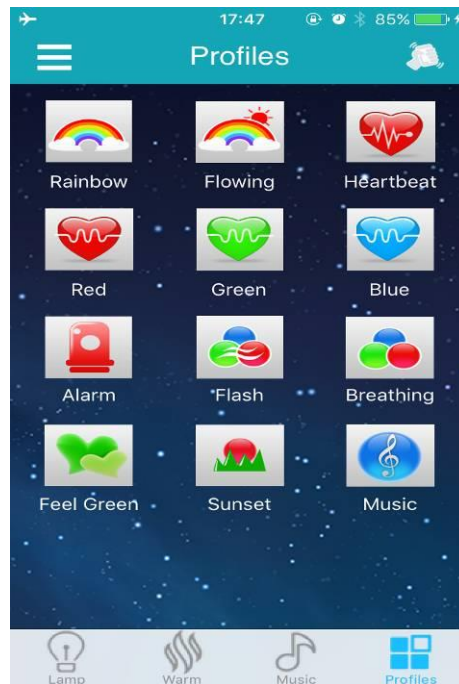 17:47 85%
Profiles
Rainbow Flowing Heartbeat
Red Green Blue
Alarm Flash Breathing
Feel Green Sunset Music
Lamp Warm Music Profiles